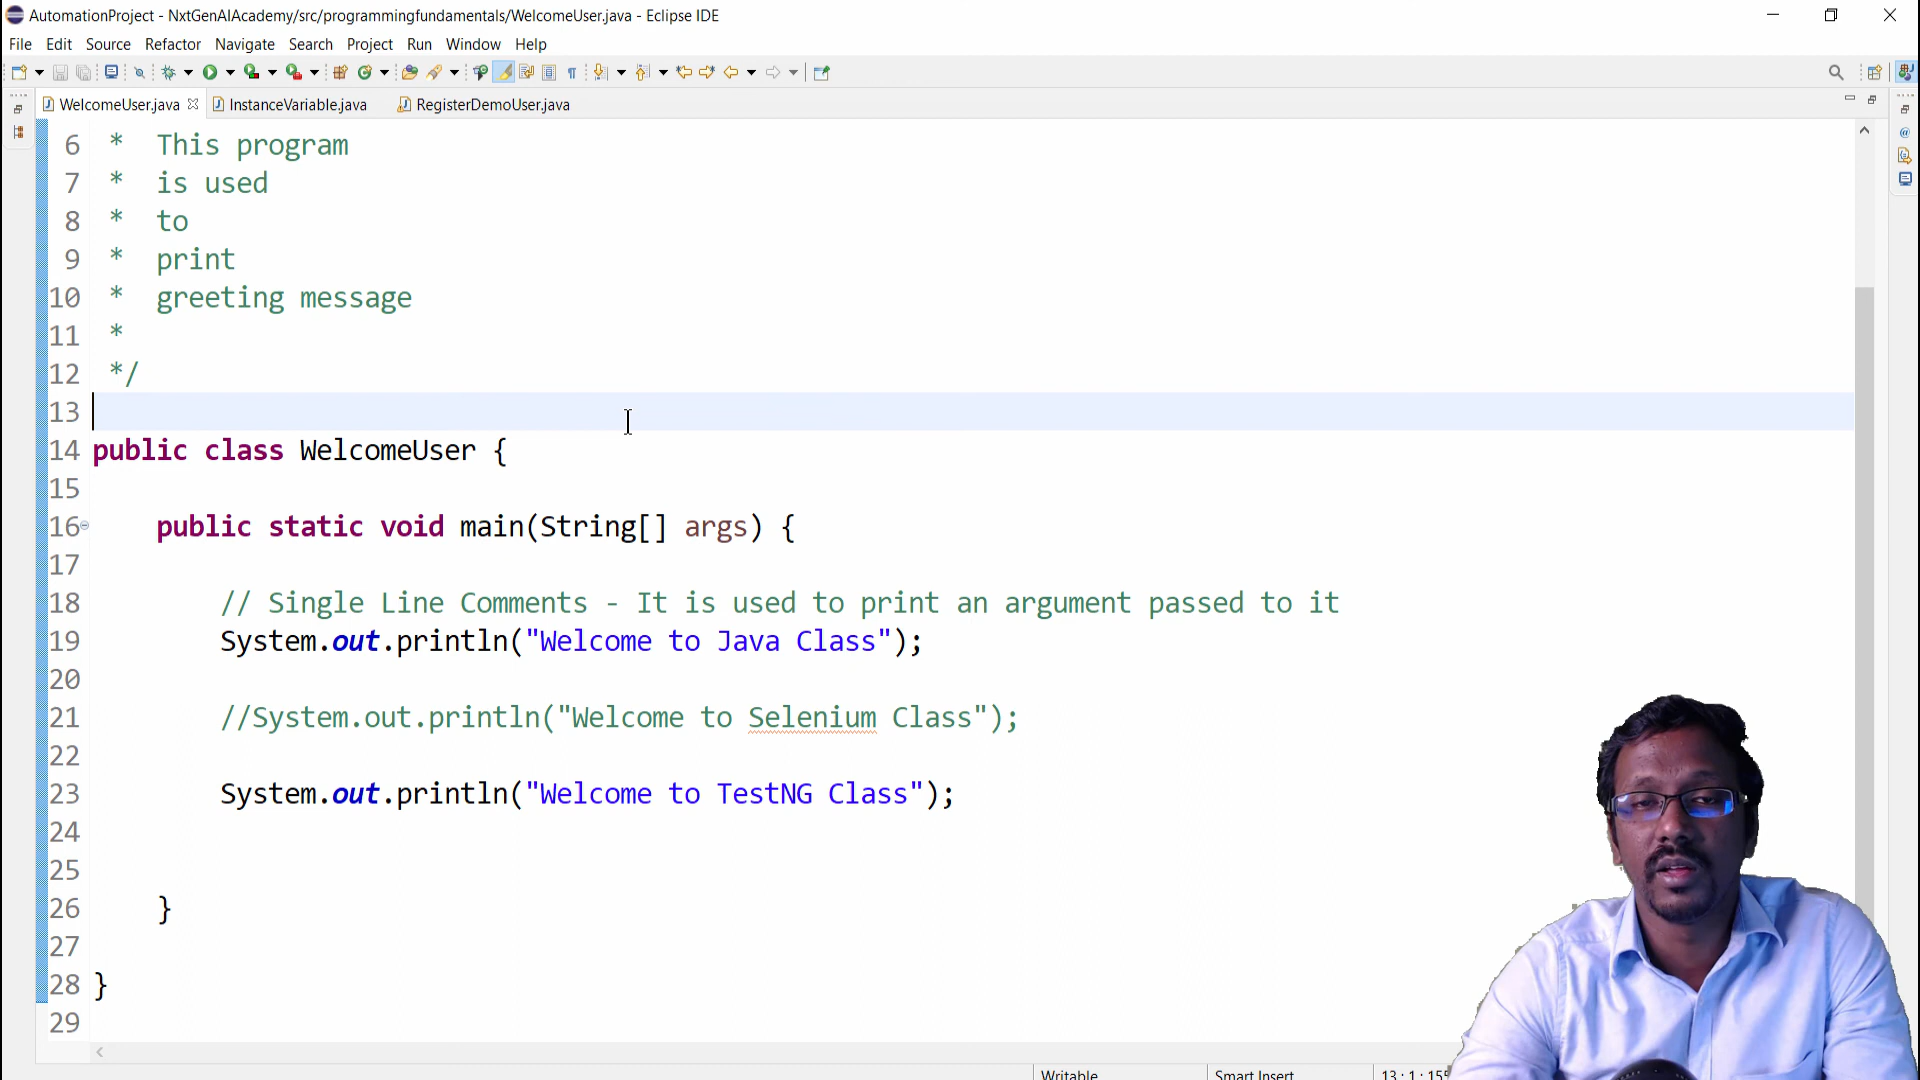 AutomationProject - NxtGenAIAcademy/src/programmingfundamentals/WelcomeUser.java - Eclipse IDE
File Edit Source Refactor Navigate Search Project Run Window Help
WelcomeUser.java InstanceVariable.java RegisterDemoUser.java
6 * This program
7 * is used
8 * to
9 * print
10 * greeting message
11 *
12 */
13
14 public class WelcomeUser {
15
16 public static void main(String[] args) {
17
18 // Single Line Comments - It is used to print an argument passed to it
19 System.out.println("Welcome to Java Class");
20
21 //System.out.println("Welcome to Selenium Class");
22
23 System.out.println("Welcome to TestNG Class");
24
25
26 }
27
28 }
29
Writable Smart Insert 13 : 1 : 155